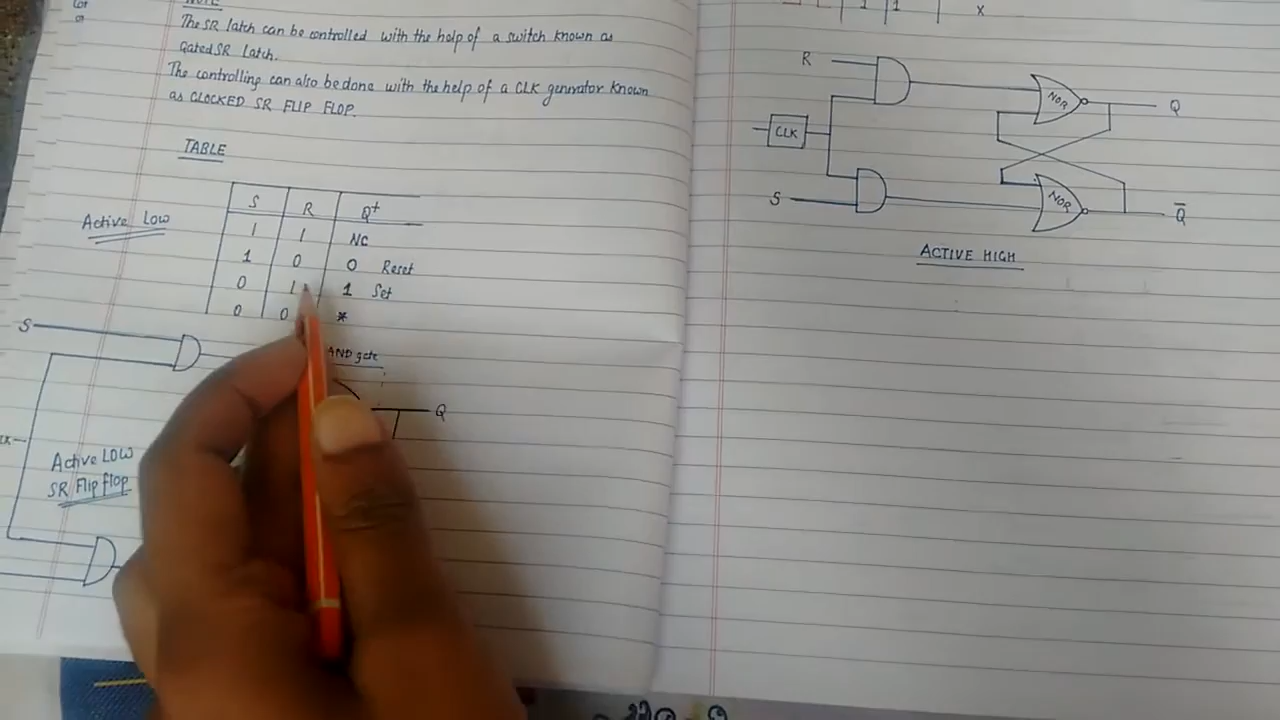 NOTE
The SR latch can be controlled with the help of a switch known as
Gated SR Latch.
The controlling can also be done with the help of a CLK generator known
as CLOCKED SR FLIP FLOP.
TABLE
Active Low
S R Q+
1 1 NC
1 0 0 Reset
0 1 1 Set
0 0 *
S
AND gate
Q
Active LOW
SR Flip flop
1 1 x
R
NOR
Q
CLK
S
NOR
Q̅
ACTIVE HIGH